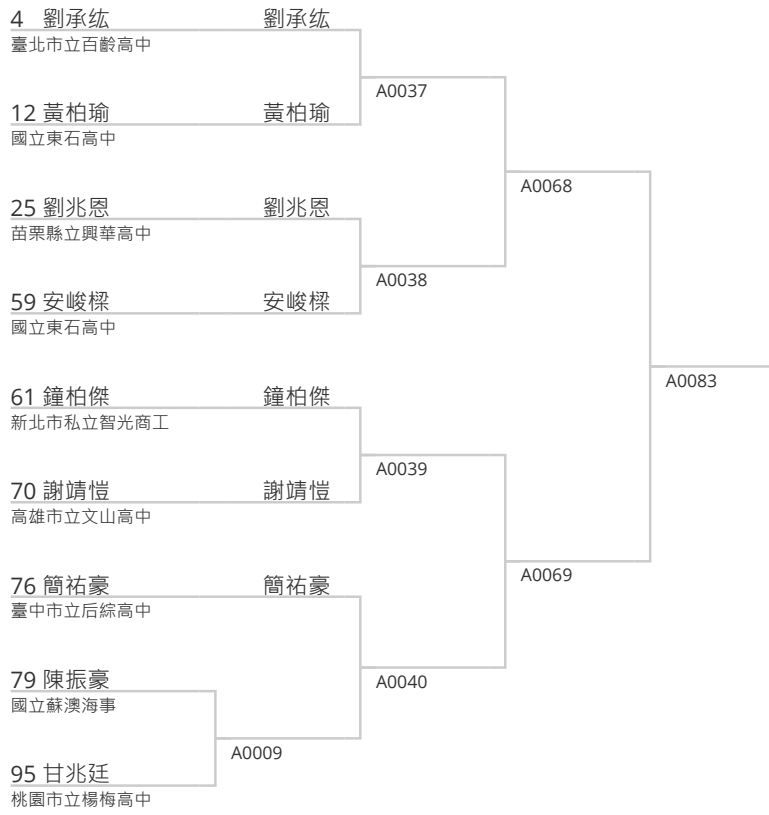 4 劉承纮 劉承纮
臺北市立百齡高中
A0037
12 黃柏瑜 黃柏瑜
國立東石高中
A0068
25 劉兆恩 劉兆恩
苗栗縣立興華高中
A0038
59 安峻樑 安峻樑
國立東石高中
A0083
61 鐘柏傑 鐘柏傑
新北市私立智光商工
A0039
70 謝靖愷 謝靖愷
高雄市立文山高中
A0069
76 簡祐豪 簡祐豪
臺中市立后綜高中
79 陳振豪
A0040
國立蘇澳海事
A0009
95 甘兆廷
桃園市立楊梅高中